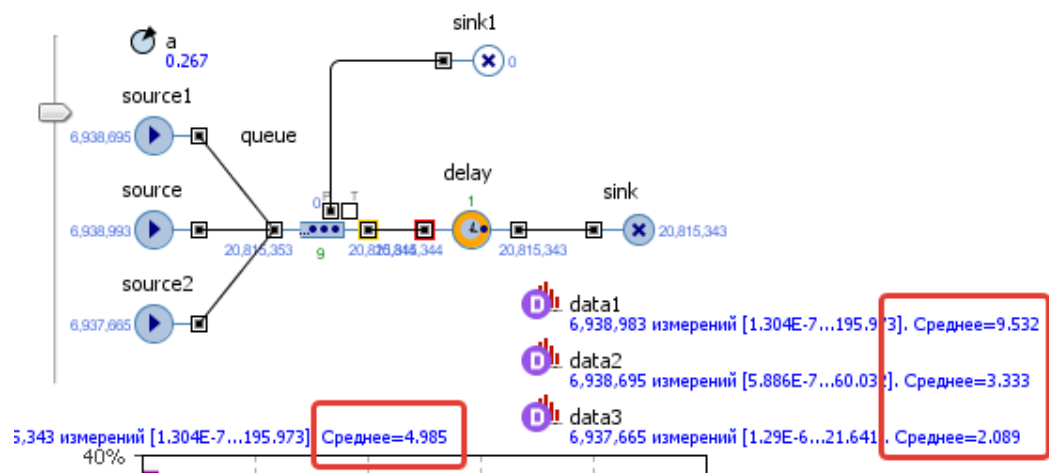 sink1
a
0.267
0
source1
6,938,695
queue
delay
source
0
P T
1
sink
6,938,993
20,815,343
20,815,353
9
20,815,343
source2
data1
6,938,983 измерений [1.304E-7...195.973]. Среднее=9.532
6,937,665
data2
6,938,695 измерений [5.886E-7...60.032]. Среднее=3.333
data3
6,937,665 измерений [1.29E-6...21.641]. Среднее=2.089
5,343 измерений [1.304E-7...195.973]. Среднее=4.985
40%